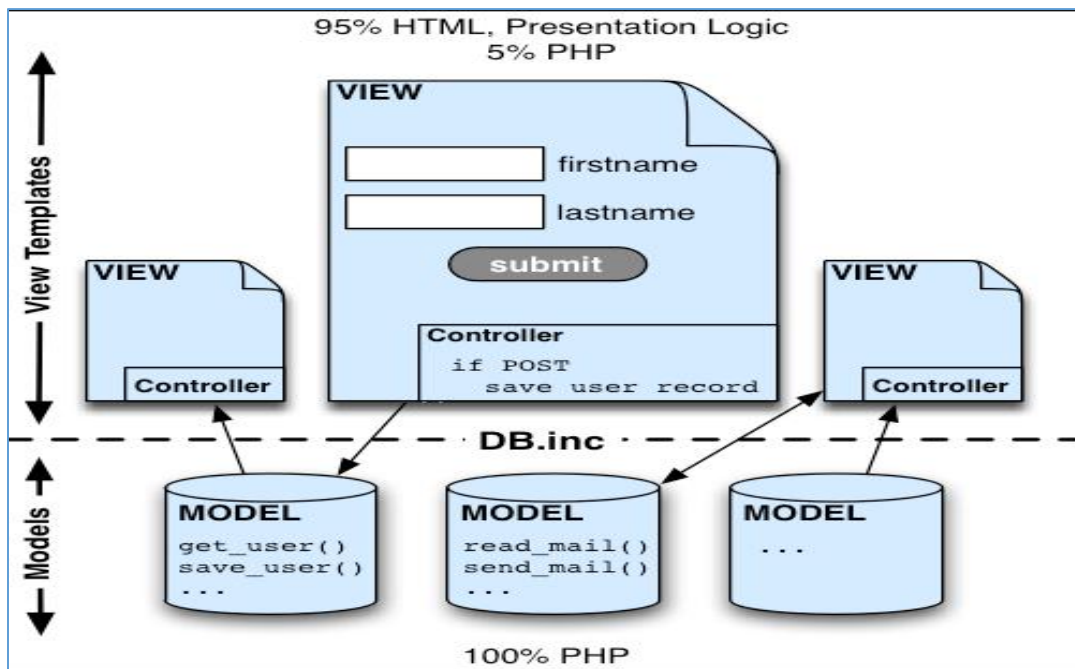 95% HTML, Presentation Logic
5% PHP
View Templates
VIEW
firstname
lastname
submit
Controller
if POST
save user record
VIEW
Controller
VIEW
Controller
DB.inc
Models
MODEL
get_user()
save_user()
...
MODEL
read_mail()
send_mail()
...
MODEL
...
100% PHP